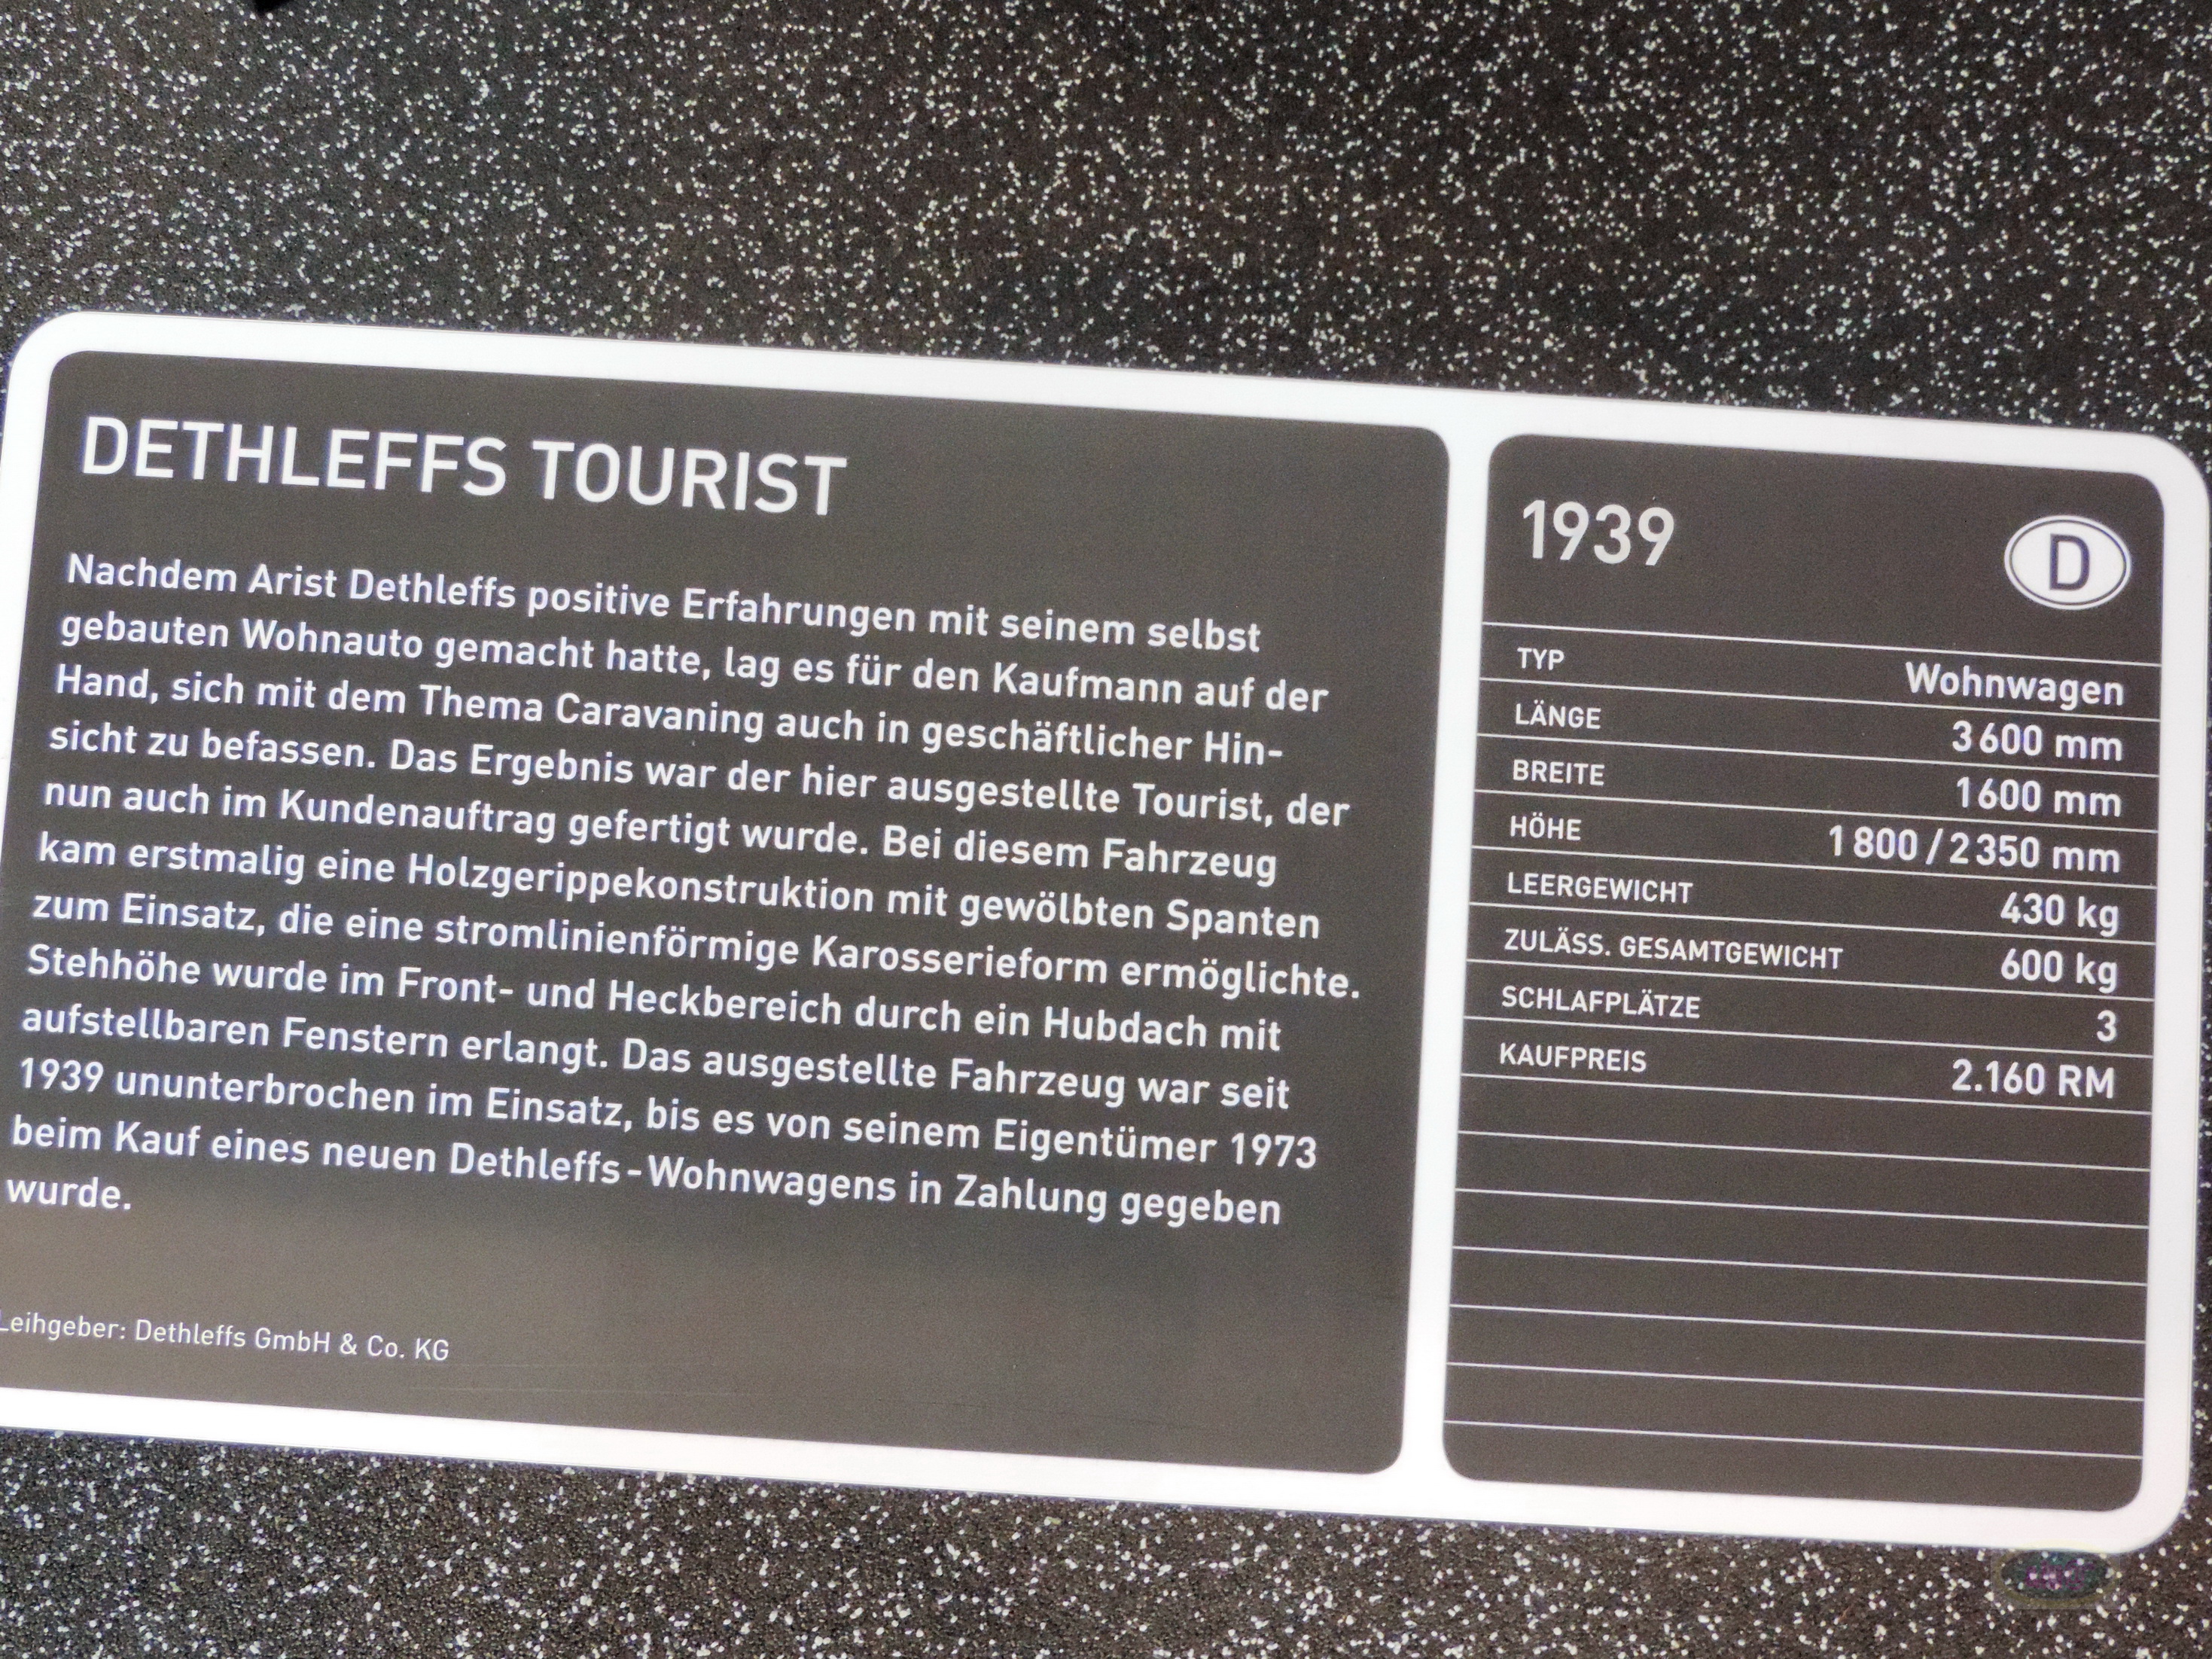 DETHLEFFS TOURIST
Nachdem Arist Dethleffs positive Erfahrungen mit seinem selbst
gebauten Wohnauto gemacht hatte, lag es für den Kaufmann auf der
Hand, sich mit dem Thema Caravaning auch in geschäftlicher Hin-
sicht zu befassen. Das Ergebnis war der hier ausgestellte Tourist, der
nun auch im Kundenauftrag gefertigt wurde. Bei diesem Fahrzeug
kam erstmalig eine Holzgerippekonstruktion mit gewölbten Spanten
zum Einsatz, die eine stromlinienförmige Karosserieform ermöglichte.
Stehhöhe wurde im Front- und Heckbereich durch ein Hubdach mit
aufstellbaren Fenstern erlangt. Das ausgestellte Fahrzeug war seit
1939 ununterbrochen im Einsatz, bis es von seinem Eigentümer 1973
beim Kauf eines neuen Dethleffs-Wohnwagens in Zahlung gegeben
wurde.
Leihgeber: Dethleffs GmbH & Co. KG
1939 D
TYP Wohnwagen
LÄNGE 3600 mm
BREITE 1600 mm
HÖHE 1800 / 2350 mm
LEERGEWICHT 430 kg
ZULÄSS. GESAMTGEWICHT 600 kg
SCHLAFPLÄTZE 3
KAUFPREIS 2.160 RM